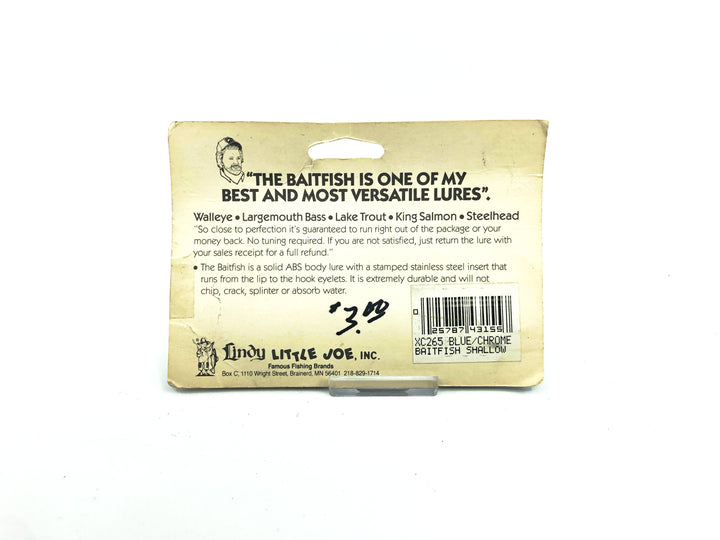 "THE BAITFISH IS ONE OF MY
BEST AND MOST VERSATILE LURES".
Walleye • Largemouth Bass • Lake Trout • King Salmon • Steelhead
"So close to perfection it's guaranteed to run right out of the package or your
money back. No tuning required. If you are not satisfied, just return the lure with
your sales receipt for a full refund."
• The Baitfish is a solid ABS body lure with a stamped stainless steel insert that
runs from the lip to the hook eyelets. It is extremely durable and will not
chip, crack, splinter or absorb water.
$3.00
0
25787 43155
XC265 BLUE/CHROME
BAITFISH SHALLOW
Lindy LITTLE JOE, INC.
Famous Fishing Brands
Box C, 1110 Wright Street, Brainerd, MN 56401 218-829-1714